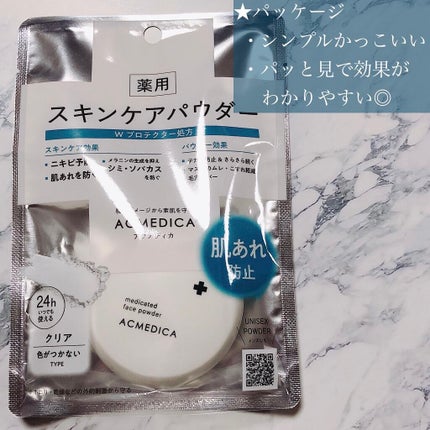 ★パッケージ
・シンプルかっこいい
・パッと見で効果が
わかりやすい◎
薬用
スキンケアパウダー
Wプロテクター処方
スキンケア効果
・ニキビ予防
・肌あれを防ぐ
メラニンの生成を抑え
シミ・ソバカス
を防ぐ
パウダー効果
ACMEDICA
アクメディカ
肌あれ
防止
24h
いつでも
使える
クリア
色がつかない
TYPE
medicated
face powder
ACMEDICA
UNISEX
POWDER